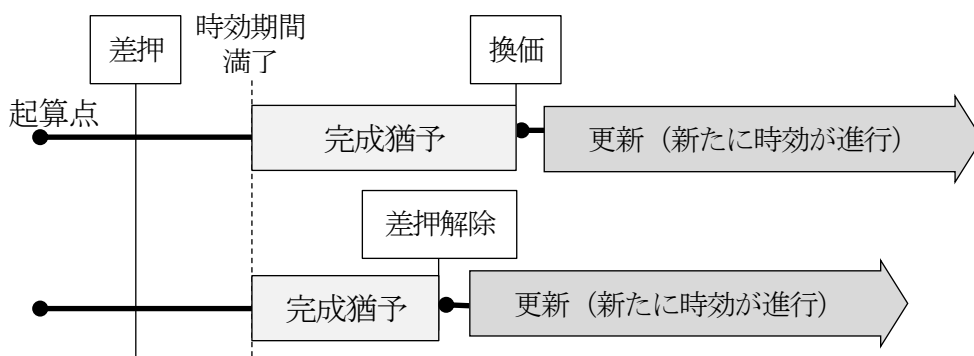 差押
時効期間
満了
換価
起算点
完成猶予
更新（新たに時効が進行）
差押解除
完成猶予
更新（新たに時効が進行）